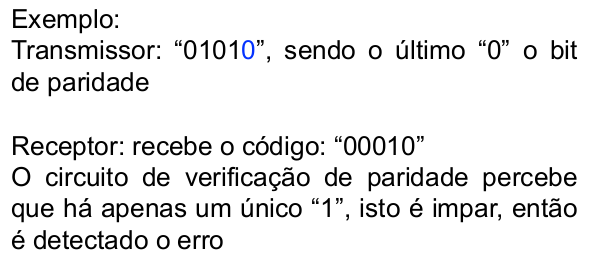 Exemplo:
Transmissor: “01010”, sendo o último “0” o bit
de paridade
Receptor: recebe o código: “00010”
O circuito de verificação de paridade percebe
que há apenas um único “1”, isto é impar, então
é detectado o erro